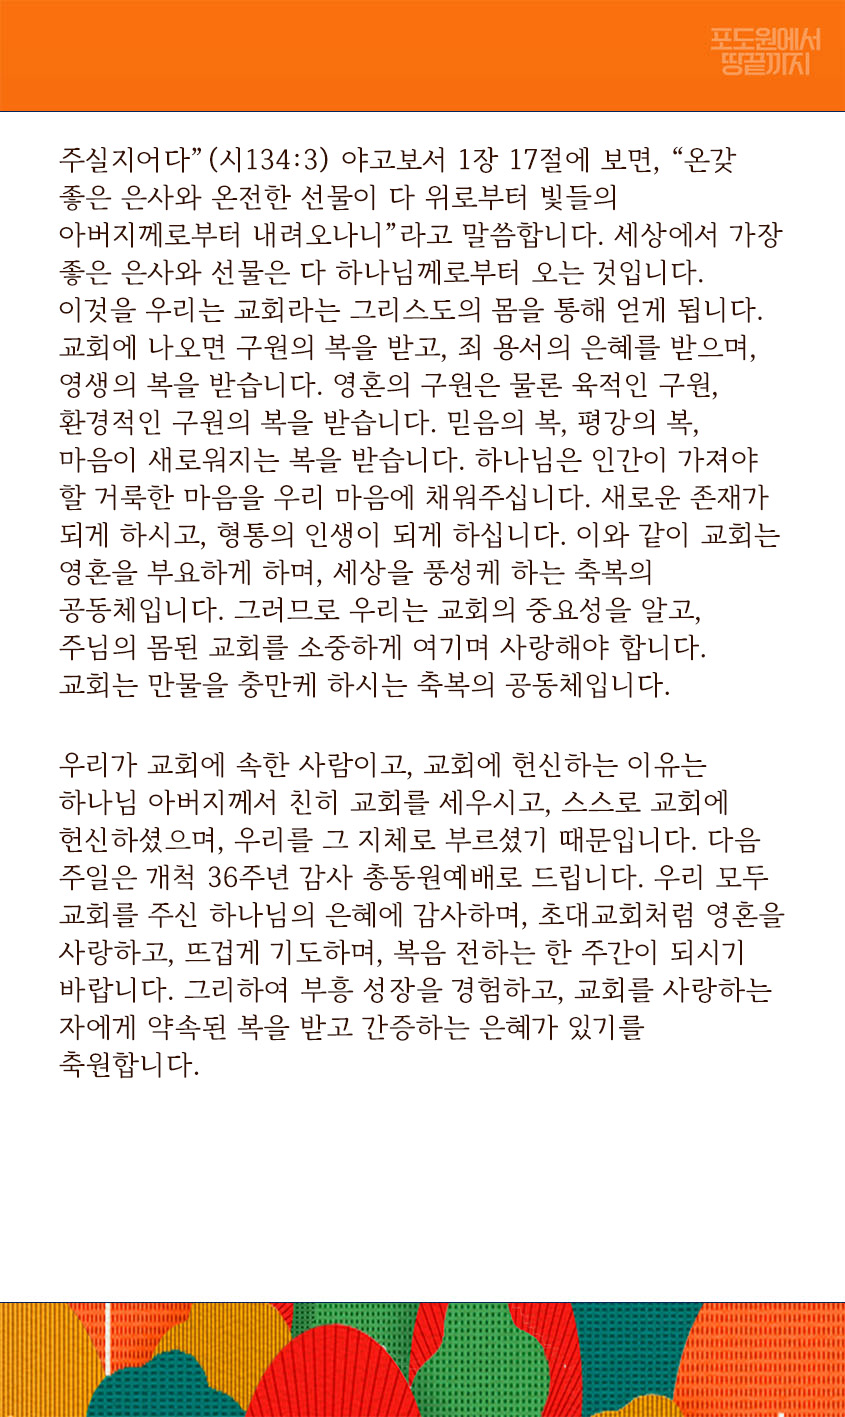 포도원에서
땅끝까지
주실지어다”(시134:3) 야고보서 1장 17절에 보면, “온갖
좋은 은사와 온전한 선물이 다 위로부터 빛들의
아버지께로부터 내려오나니”라고 말씀합니다. 세상에서 가장
좋은 은사와 선물은 다 하나님께로부터 오는 것입니다.
이것을 우리는 교회라는 그리스도의 몸을 통해 얻게 됩니다.
교회에 나오면 구원의 복을 받고, 죄 용서의 은혜를 받으며,
영생의 복을 받습니다. 영혼의 구원은 물론 육적인 구원,
환경적인 구원의 복을 받습니다. 믿음의 복, 평강의 복,
마음이 새로워지는 복을 받습니다. 하나님은 인간이 가져야
할 거룩한 마음을 우리 마음에 채워주십니다. 새로운 존재가
되게 하시고, 형통의 인생이 되게 하십니다. 이와 같이 교회는
영혼을 부요하게 하며, 세상을 풍성케 하는 축복의
공동체입니다. 그러므로 우리는 교회의 중요성을 알고,
주님의 몸된 교회를 소중하게 여기며 사랑해야 합니다.
교회는 만물을 충만케 하시는 축복의 공동체입니다.
우리가 교회에 속한 사람이고, 교회에 헌신하는 이유는
하나님 아버지께서 친히 교회를 세우시고, 스스로 교회에
헌신하셨으며, 우리를 그 지체로 부르셨기 때문입니다. 다음
주일은 개척 36주년 감사 총동원예배로 드립니다. 우리 모두
교회를 주신 하나님의 은혜에 감사하며, 초대교회처럼 영혼을
사랑하고, 뜨겁게 기도하며, 복음 전하는 한 주간이 되시기
바랍니다. 그리하여 부흥 성장을 경험하고, 교회를 사랑하는
자에게 약속된 복을 받고 간증하는 은혜가 있기를
축원합니다.